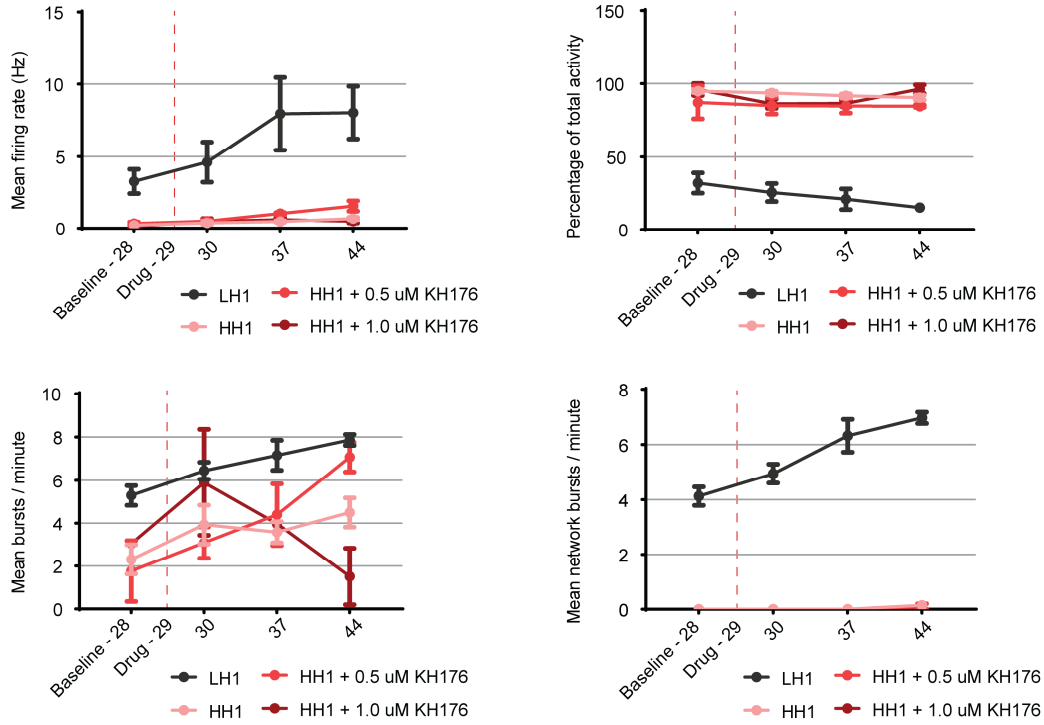 Mean firing rate (Hz)
15
10
5
0
Baseline - 28
Drug - 29
30
37
44
LH1
HH1 + 0.5 uM KH176
HH1
HH1 + 1.0 uM KH176
Percentage of total activity
150
100
50
0
Baseline - 28
Drug - 29
30
37
44
LH1
HH1 + 0.5 uM KH176
HH1
HH1 + 1.0 uM KH176
Mean bursts / minute
10
8
6
4
2
0
Baseline - 28
Drug - 29
30
37
44
LH1
HH1 + 0.5 uM KH176
HH1
HH1 + 1.0 uM KH176
Mean network bursts / minute
8
6
4
2
0
Baseline - 28
Drug - 29
30
37
44
LH1
HH1 + 0.5 uM KH176
HH1
HH1 + 1.0 uM KH176